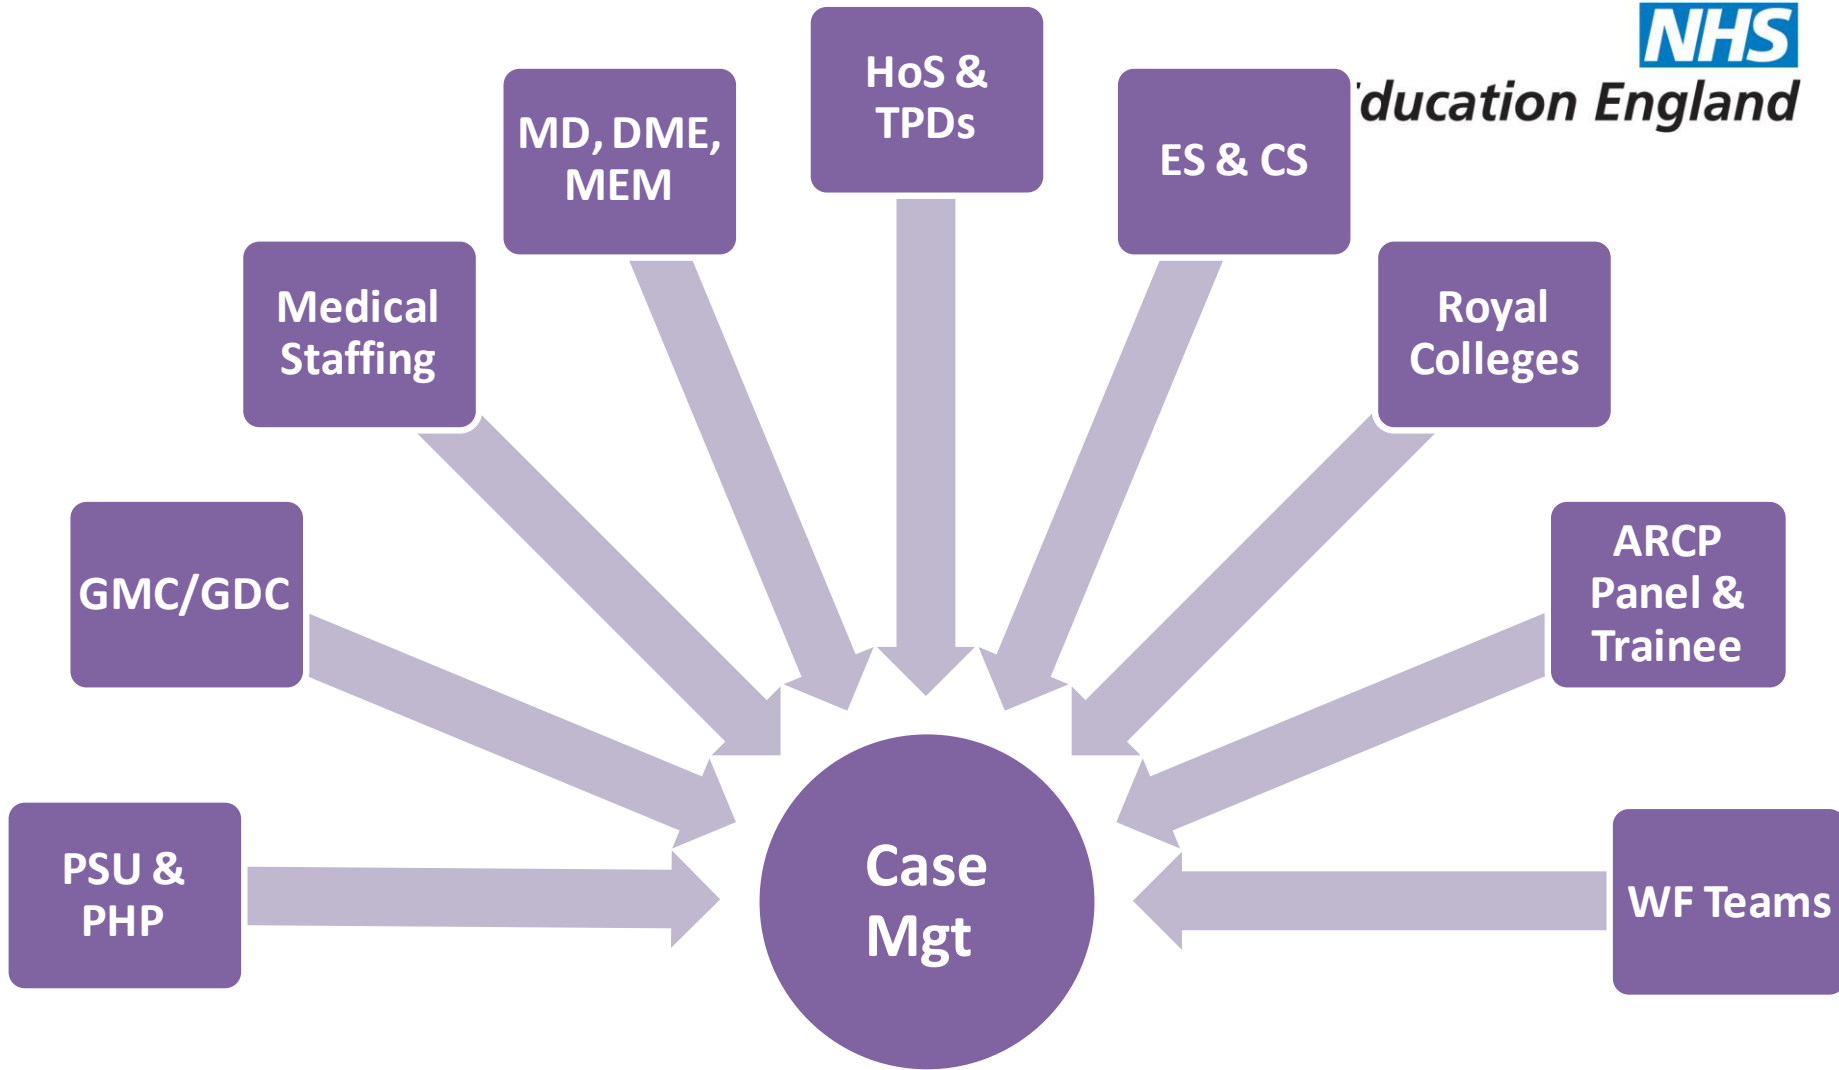 NHS
ducation England
HoS &
TPDs
MD, DME,
MEM
ES & CS
Medical
Staffing
Royal
Colleges
GMC/GDC
ARCP
Panel &
Trainee
PSU &
PHP
Case
Mgt
WF Teams